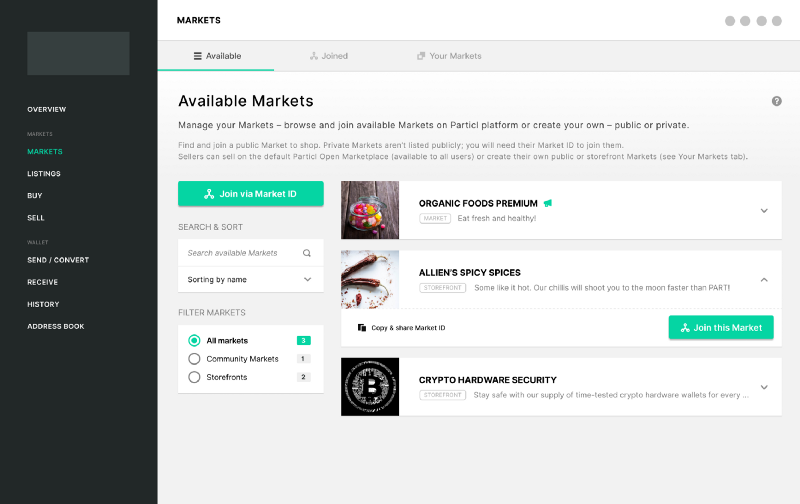 MARKETS
Available
Joined
Your Markets
OVERVIEW
MARKETS
MARKETS
LISTINGS
BUY
SELL
WALLET
SEND / CONVERT
RECEIVE
HISTORY
ADDRESS BOOK
Available Markets
Manage your Markets – browse and join available Markets on Particl platform or create your own – public or private.
Find and join a public Market to shop. Private Markets aren't listed publicly; you will need their Market ID to join them.
Sellers can sell on the default Particl Open Marketplace (available to all users) or create their own public or storefront Markets (see Your Markets tab).
Join via Market ID
SEARCH & SORT
Search available Markets
Sorting by name
FILTER MARKETS
All markets 3
Community Markets 1
Storefronts 2
ORGANIC FOODS PREMIUM
MARKET Eat fresh and healthy!
ALLIEN'S SPICY SPICES
STOREFRONT Some like it hot. Our chillis will shoot you to the moon faster than PART!
Copy & share Market ID
Join this Market
CRYPTO HARDWARE SECURITY
STOREFRONT Stay safe with our supply of time-tested crypto hardware wallets for every ...